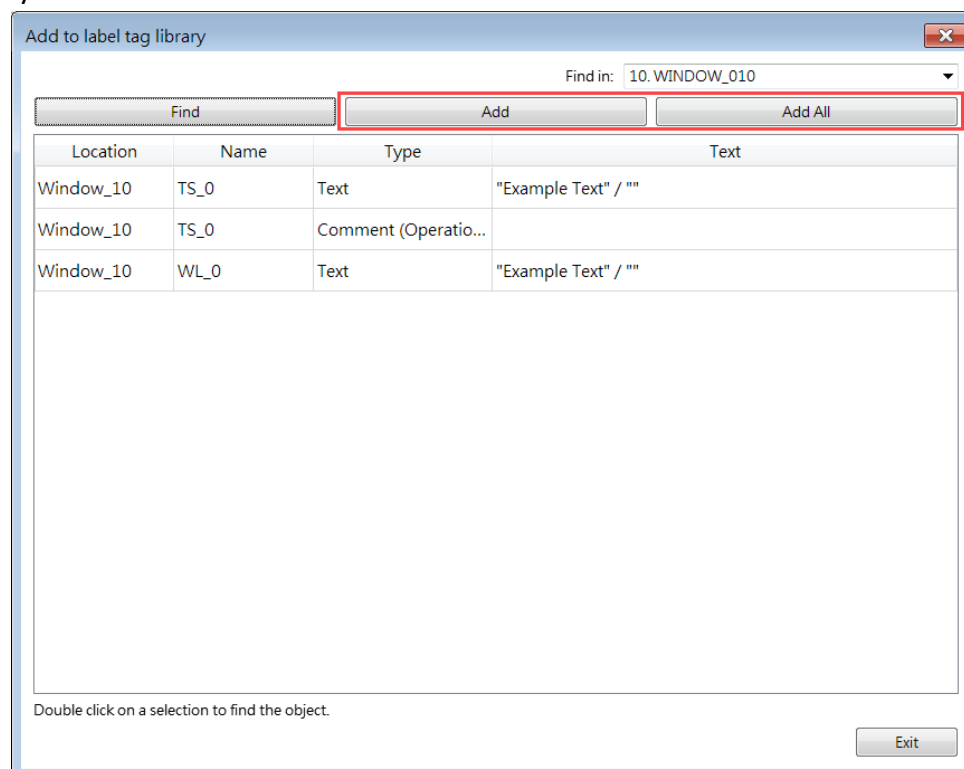 Add to label tag library
Find in: 10. WINDOW_010
Find Add Add All
Location Name Type Text
Window_10 TS_0 Text "Example Text" / ""
Window_10 TS_0 Comment (Operatio...
Window_10 WL_0 Text "Example Text" / ""
Double click on a selection to find the object.
Exit